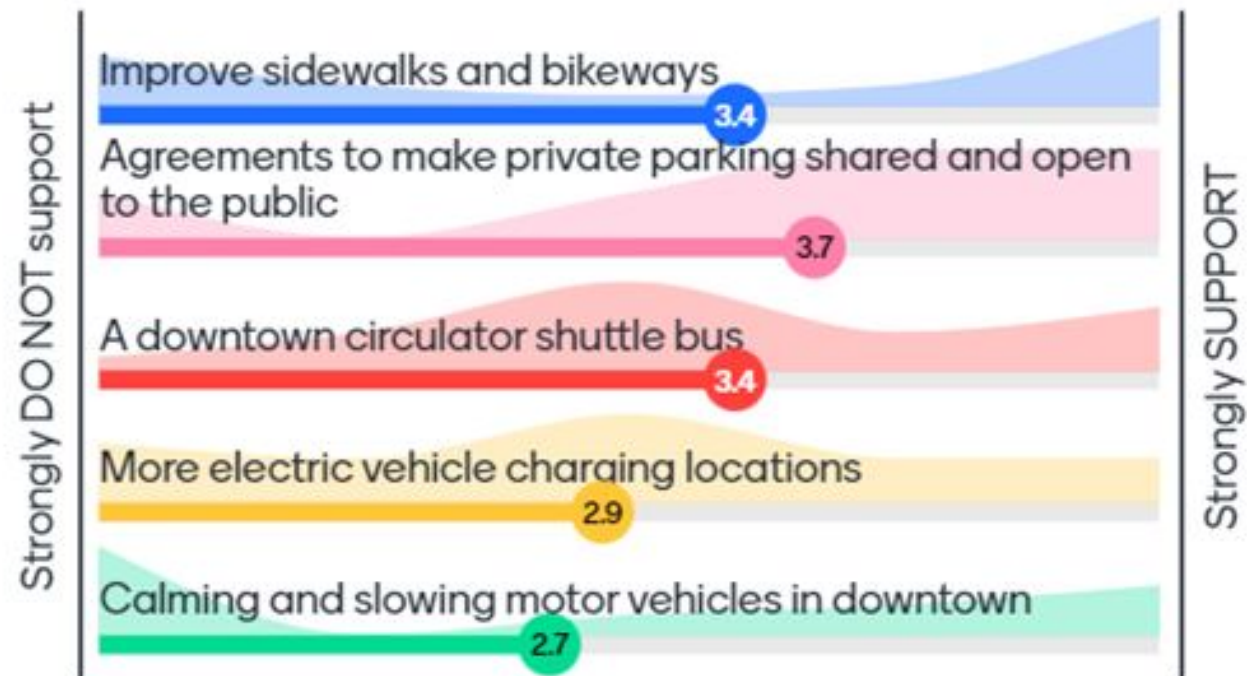 Strongly DO NOT support
Improve sidewalks and bikeways
3.4
Agreements to make private parking shared and open
to the public
3.7
A downtown circulator shuttle bus
3.4
More electric vehicle charging locations
2.9
Calming and slowing motor vehicles in downtown
2.7
Strongly SUPPORT